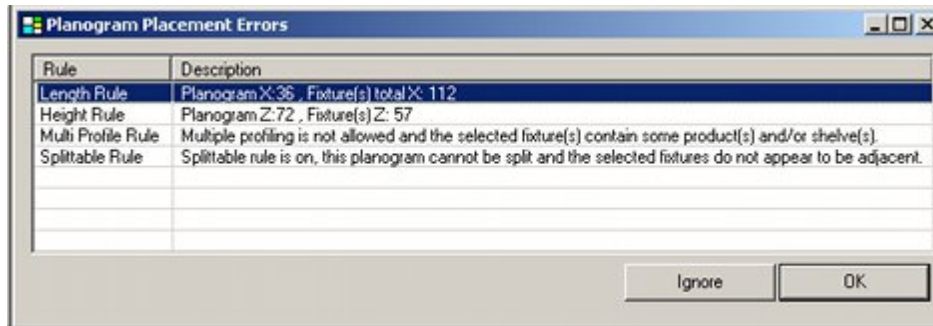 Planogram Placement Errors
Rule Description
Length Rule Planogram X:36 , Fixture(s) total X: 112
Height Rule Planogram Z:72 , Fixture(s) Z: 57
Multi Profile Rule Multiple profiling is not allowed and the selected fixture(s) contain some product(s) and/or shelve(s).
Splittable Rule Splittable rule is on, this planogram cannot be split and the selected fixtures do not appear to be adjacent.
Ignore OK